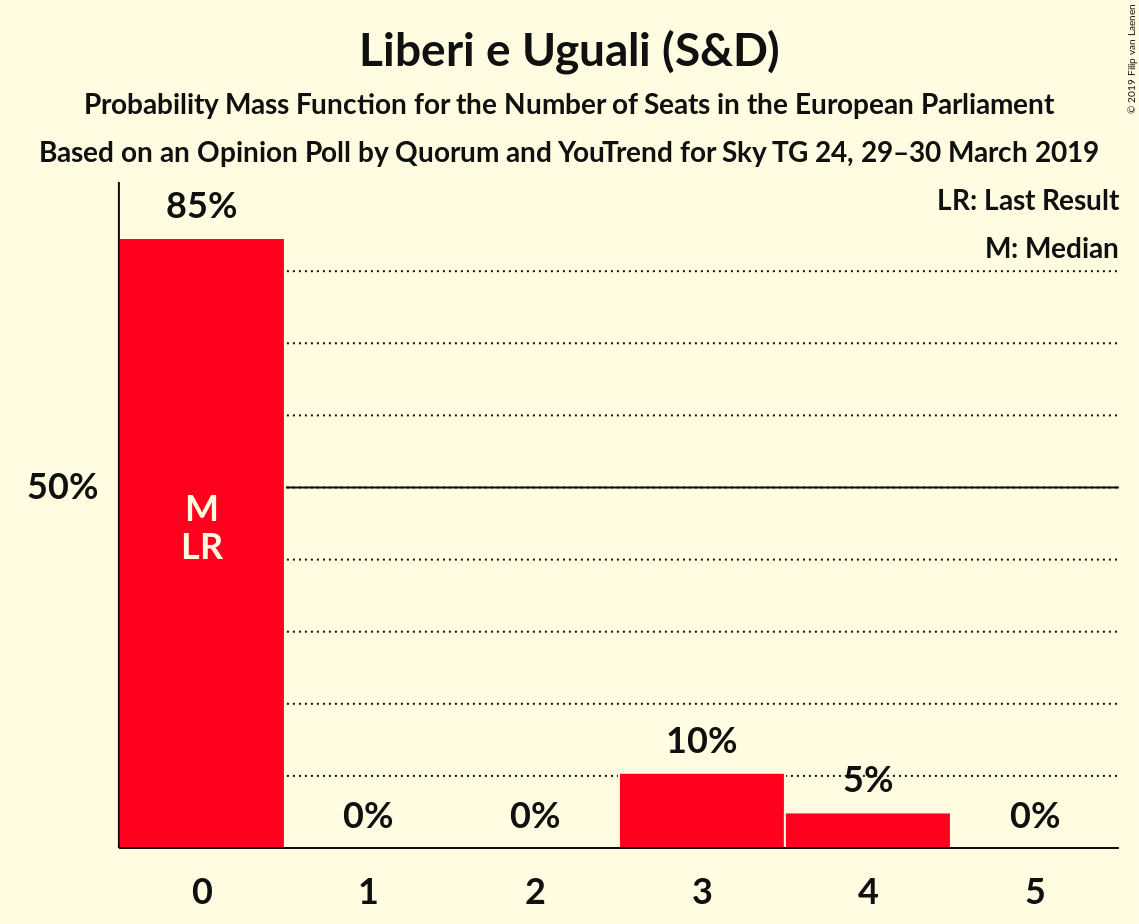 Liberi e Uguali (S&D)
Probability Mass Function for the Number of Seats in the European Parliament
Based on an Opinion Poll by Quorum and YouTrend for Sky TG 24, 29–30 March 2019
© 2019 Filip van Laenen
LR: Last Result
M: Median
85%
50%
M
LR
0%
0%
10%
5%
0%
0
1
2
3
4
5